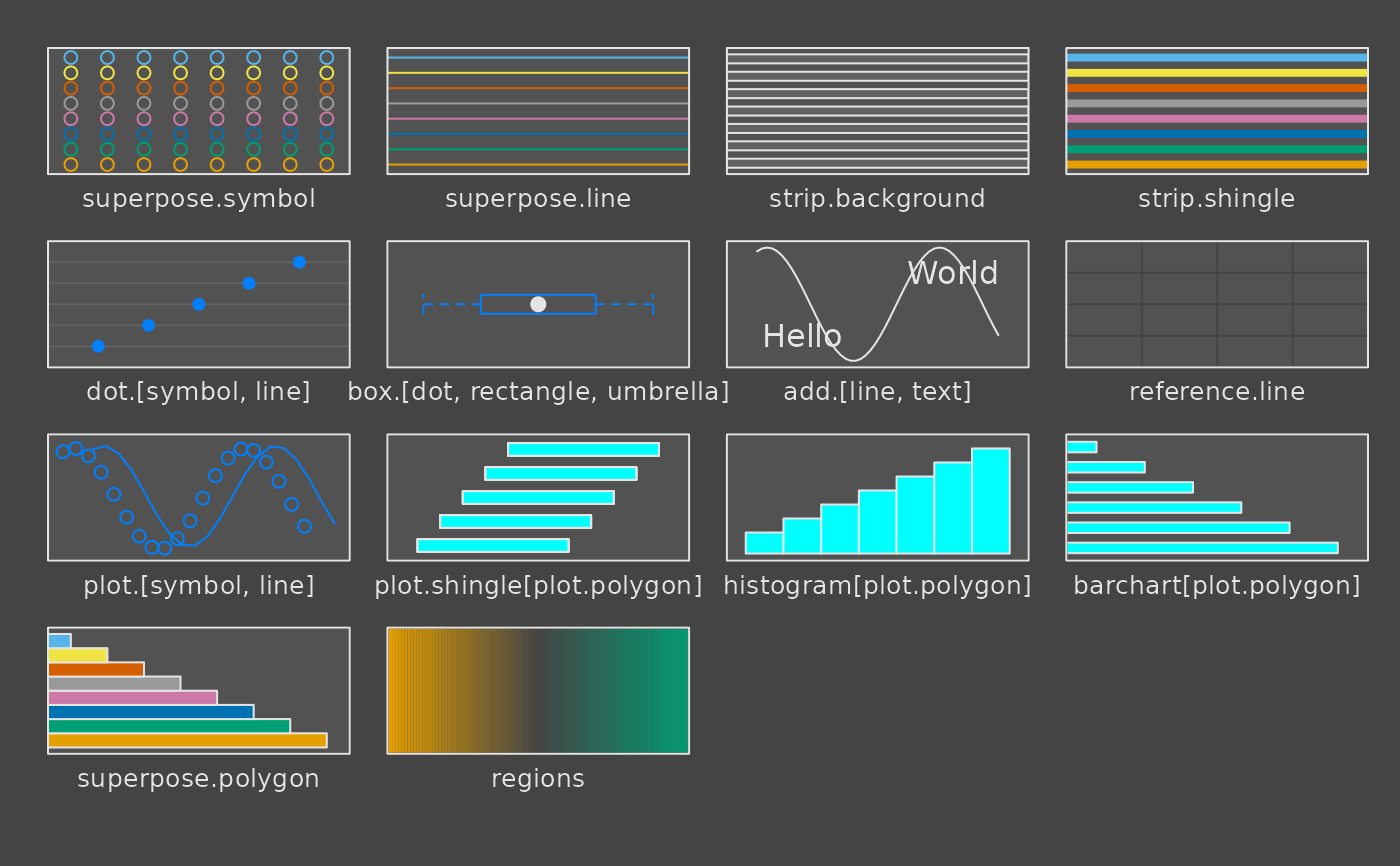 superpose.symbol
superpose.line
strip.background
strip.shingle
World
Hello
dot.[symbol, line]
box.[dot, rectangle, umbrella]
add.[line, text]
reference.line
plot.[symbol, line]
plot.shingle[plot.polygon]
histogram[plot.polygon]
barchart[plot.polygon]
superpose.polygon
regions